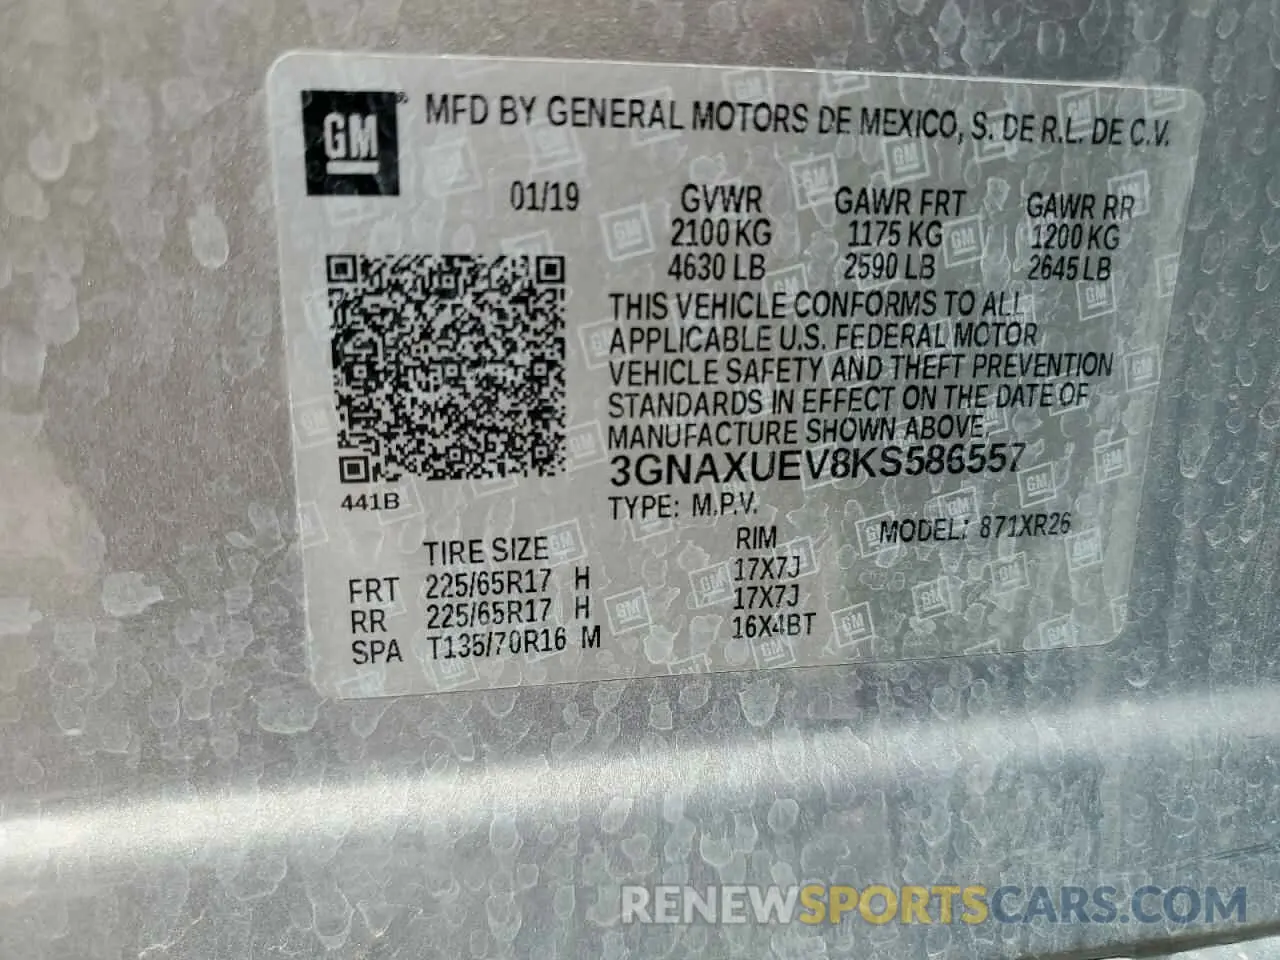 GM
®
MFD BY GENERAL MOTORS DE MEXICO, S. DE R.L. DE C.V.
01/19 GVWR GAWR FRT GAWR RR
2100 KG 1175 KG 1200 KG
4630 LB 2590 LB 2645 LB
THIS VEHICLE CONFORMS TO ALL
APPLICABLE U.S. FEDERAL MOTOR
VEHICLE SAFETY AND THEFT PREVENTION
STANDARDS IN EFFECT ON THE DATE OF
MANUFACTURE SHOWN ABOVE
3GNAXUEV8KS586557
441B
TYPE: M.P.V.
MODEL: 871XR26
TIRE SIZE RIM
FRT 225/65R17 H 17X7J
RR 225/65R17 H 17X7J
SPA T135/70R16 M 16X4BT
RENEWSPORTSCARS.COM